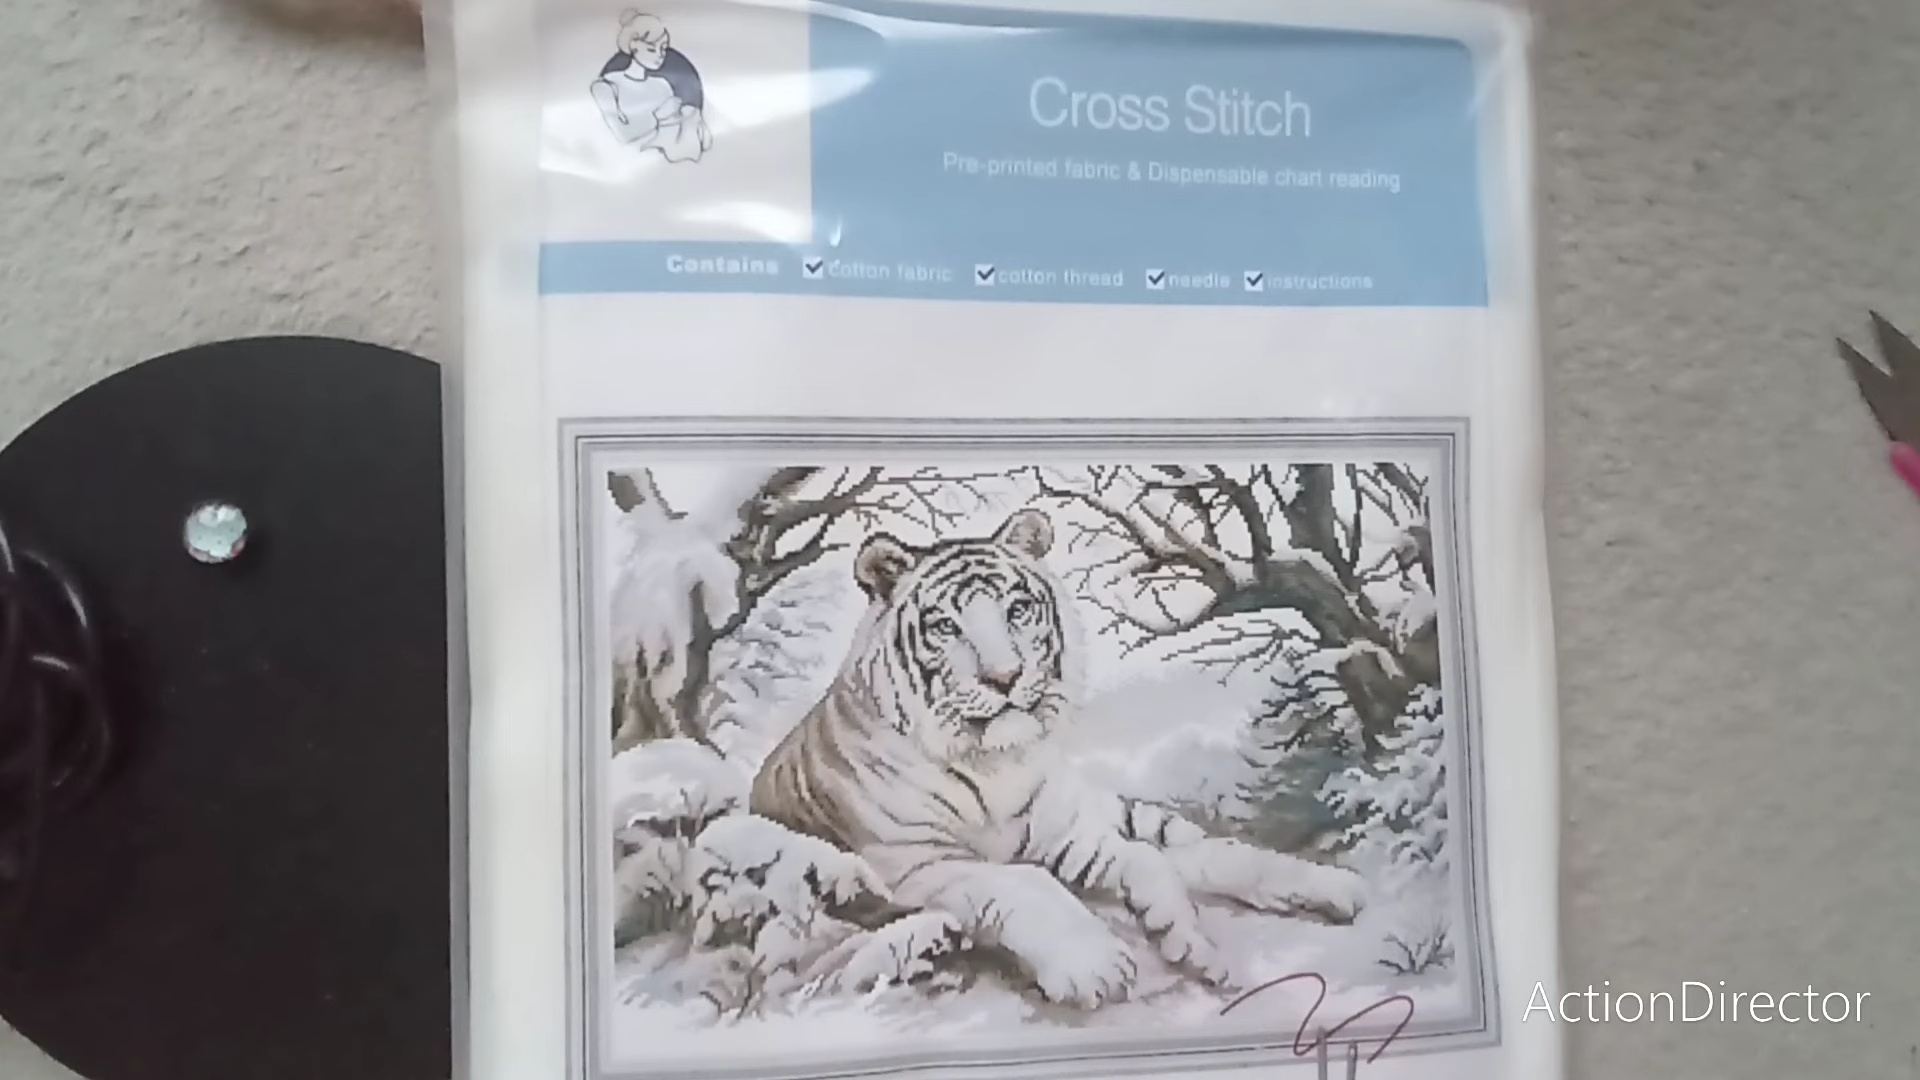 Cross Stitch
Pre-printed fabric & Dispensable chart reading
Contains cotton fabric cotton thread needle instructions
ActionDirector